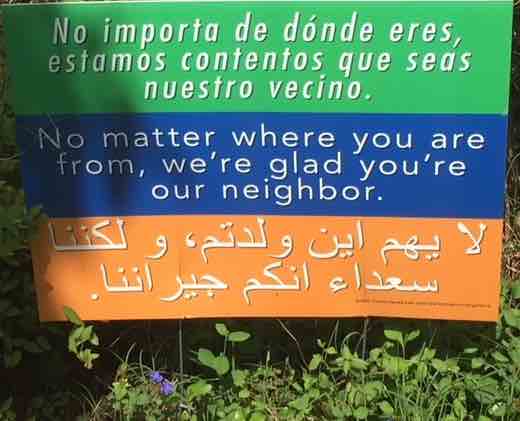 No importa de dónde eres,
estamos contentos que seas
nuestro vecino.
No matter where you are
from, we're glad you're
our neighbor.
لا يهم اين ولدتم، و لكننا
سعداء انكم جيراننا.